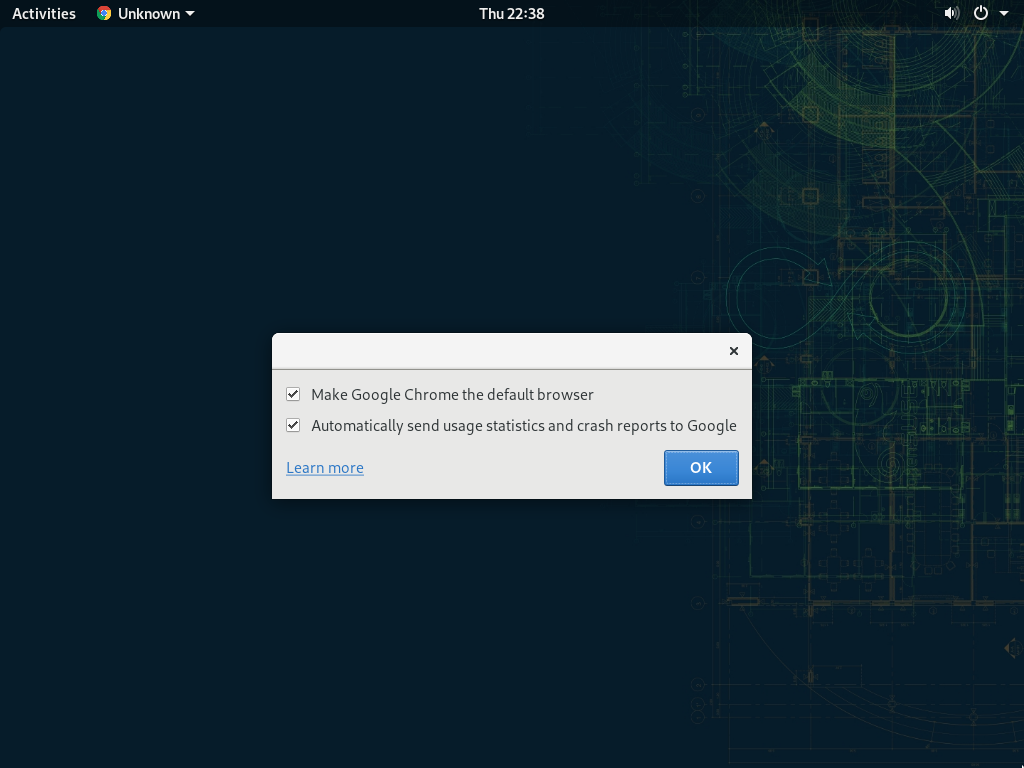 Activities Unknown Thu 22:38
Make Google Chrome the default browser
Automatically send usage statistics and crash reports to Google
Learn more OK